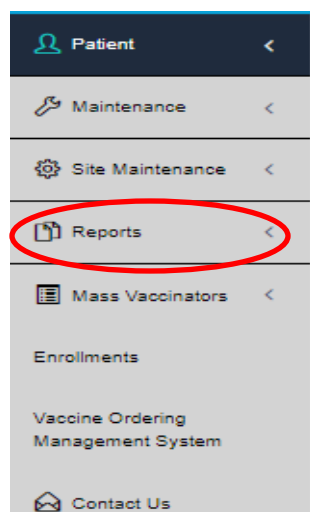 Patient
Maintenance
Site Maintenance
Reports
Mass Vaccinators
Enrollments
Vaccine Ordering
Management System
Contact Us